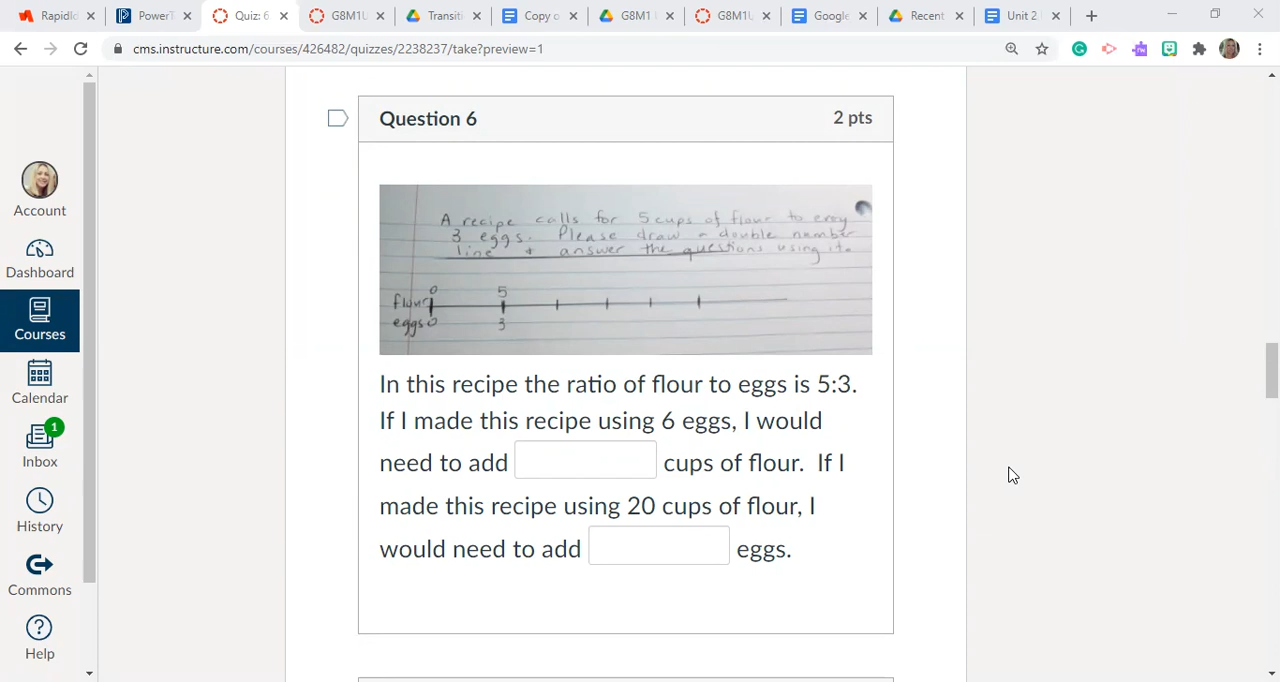 Rapidi
PowerT
Quiz: 6
G8M1U
Transiti
Copy o
G8M1
G8M1U
Google
Recent
Unit 2
cms.instructure.com/courses/426482/quizzes/2238237/take?preview=1
Account
Dashboard
Courses
Calendar
1
Inbox
History
Commons
Help
Question 6
2 pts
A recipe calls for 5 cups of flour to every
3 eggs. Please draw a double number
line + answer the questions using it.
0 5
flour
eggs 0 3
In this recipe the ratio of flour to eggs is 5:3.
If I made this recipe using 6 eggs, I would
need to add cups of flour. If I
made this recipe using 20 cups of flour, I
would need to add eggs.